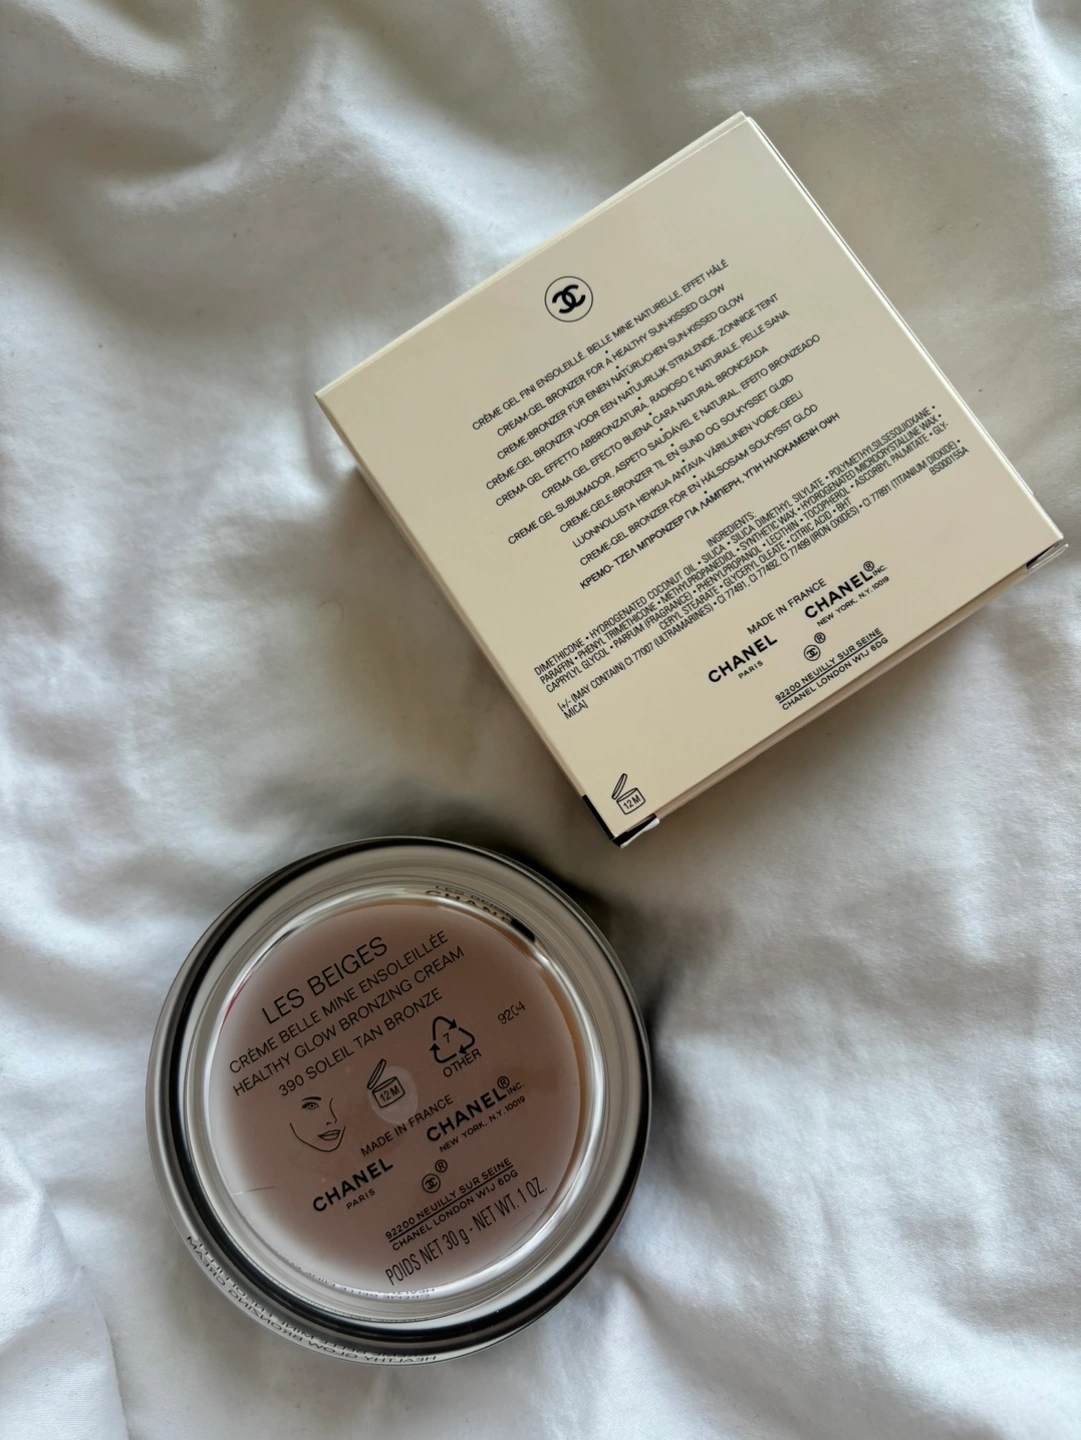 CRÈME GEL FINI ENSOLEILLÉ. BELLE MINE NATURELLE. EFFET HÂLÉ
•
CREAM-GEL BRONZER FOR A HEALTHY SUN-KISSED GLOW
•
CREME-BRONZER FÜR EINEN NATÜRLICHEN SUN-KISSED GLOW
•
CRÈME-GEL BRONZER VOOR EEN NATUURLIJK STRALENDE, ZONNIGE TEINT
•
CREMA GEL EFFETTO ABBRONZATURA. RADIOSO E NATURALE. PELLE SANA
•
CREMA GEL EFECTO BUENA CARA NATURAL BRONCEADA
•
CREME GEL SUBLIMADOR. ASPETO SAUDÁVEL E NATURAL. EFEITO BRONZEADO
•
CREME-GELE-BRONZER TIL EN SUND OG SOLKYSSET GLØD
•
LUONNOLLISTA HEHKUA ANTAVA VÄRILLINEN VOIDE-GEELI
•
CREME-GEL BRONZER FÖR EN HÄLSOSAM SOLKYSST GLÖD
•
ΚΡΕΜΟ- ΤΖΕΛ ΜΠΡΟΝΖΕΡ ΓΙΑ ΛΑΜΠΕΡΗ, ΥΓΙΗ ΗΛΙΟΚΑΜΕΝΗ ΟΨΗ
INGREDIENTS:
DIMETHICONE • HYDROGENATED COCONUT OIL • SILICA • SILICA DIMETHYL SILYLATE • POLYMETHYLSILSESQUIOXANE •
PARAFFIN • PHENYL TRIMETHICONE • METHYLPROPANEDIOL • SYNTHETIC WAX • HYDROGENATED MICROCRYSTALLINE WAX •
CAPRYLYL GLYCOL • PARFUM (FRAGRANCE) • PHENYLPROPANOL • LECITHIN • TOCOPHEROL • ASCORBYL PALMITATE • GLY-
CERYL STEARATE • GLYCERYL OLEATE • CITRIC ACID • BHT
[+/- (MAY CONTAIN) CI 77007 (ULTRAMARINES) • CI 77491, CI 77492, CI 77499 (IRON OXIDES) • CI 77891 (TITANIUM DIOXIDE) •
MICA]
BS000155A
MADE IN FRANCE
CHANEL
PARIS
CHANEL® INC.
NEW YORK, N.Y. 10019
®
92200 NEUILLY SUR SEINE
CHANEL LONDON W1J 6DG
12 M
LES BEIGES
CRÈME BELLE MINE ENSOLEILLÉE
HEALTHY GLOW BRONZING CREAM
390 SOLEIL TAN BRONZE
12 M
7
OTHER
9204
MADE IN FRANCE
CHANEL
PARIS
CHANEL® INC.
NEW YORK, N.Y. 10019
®
92200 NEUILLY SUR SEINE
CHANEL LONDON W1J 6DG
POIDS NET 30 g - NET WT. 1 OZ.
HEALTHY GLOW BRONZING CREAM